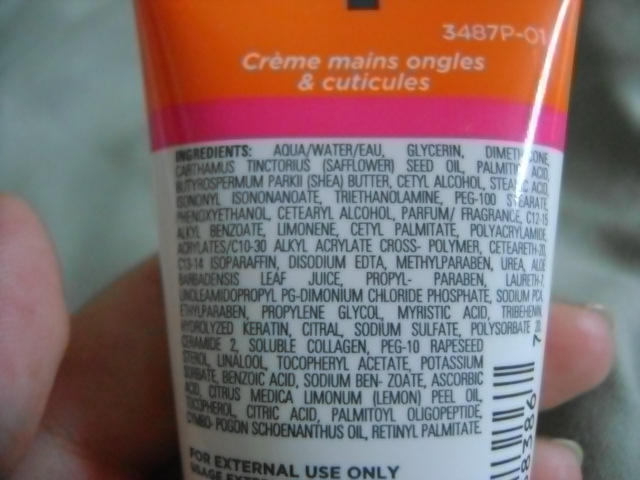 3487P-01
Crème mains ongles
& cuticules
INGREDIENTS: AQUA/WATER/EAU, GLYCERIN, DIMETHICONE,
CARTHAMUS TINCTORIUS (SAFFLOWER) SEED OIL, PALMITIC ACID,
BUTYROSPERMUM PARKII (SHEA) BUTTER, CETYL ALCOHOL, STEARIC ACID,
ISONONYL ISONONANOATE, TRIETHANOLAMINE, PEG-100 STEARATE,
PHENOXYETHANOL, CETEARYL ALCOHOL, PARFUM/ FRAGRANCE, C12-15
ALKYL BENZOATE, LIMONENE, CETYL PALMITATE, POLYACRYLAMIDE,
ACRYLATES/C10-30 ALKYL ACRYLATE CROSS- POLYMER, CETEARETH-20,
C13-14 ISOPARAFFIN, DISODIUM EDTA, METHYLPARABEN, UREA, ALOE
BARBADENSIS LEAF JUICE, PROPYL- PARABEN, LAURETH-7,
LINOLEAMIDOPROPYL PG-DIMONIUM CHLORIDE PHOSPHATE, SODIUM PCA,
ETHYLPARABEN, PROPYLENE GLYCOL, MYRISTIC ACID, TRIBEHENIN,
HYDROLYZED KERATIN, CITRAL, SODIUM SULFATE, POLYSORBATE 20,
CERAMIDE 2, SOLUBLE COLLAGEN, PEG-10 RAPESEED
STEROL, LINALOOL, TOCOPHERYL ACETATE, POTASSIUM
SORBATE, BENZOIC ACID, SODIUM BEN- ZOATE, ASCORBIC
ACID, CITRUS MEDICA LIMONUM (LEMON) PEEL OIL,
TOCOPHEROL, CITRIC ACID, PALMITOYL OLIGOPEPTIDE,
CYMBO- POGON SCHOENANTHUS OIL, RETINYL PALMITATE.
FOR EXTERNAL USE ONLY
USAGE
7
68386